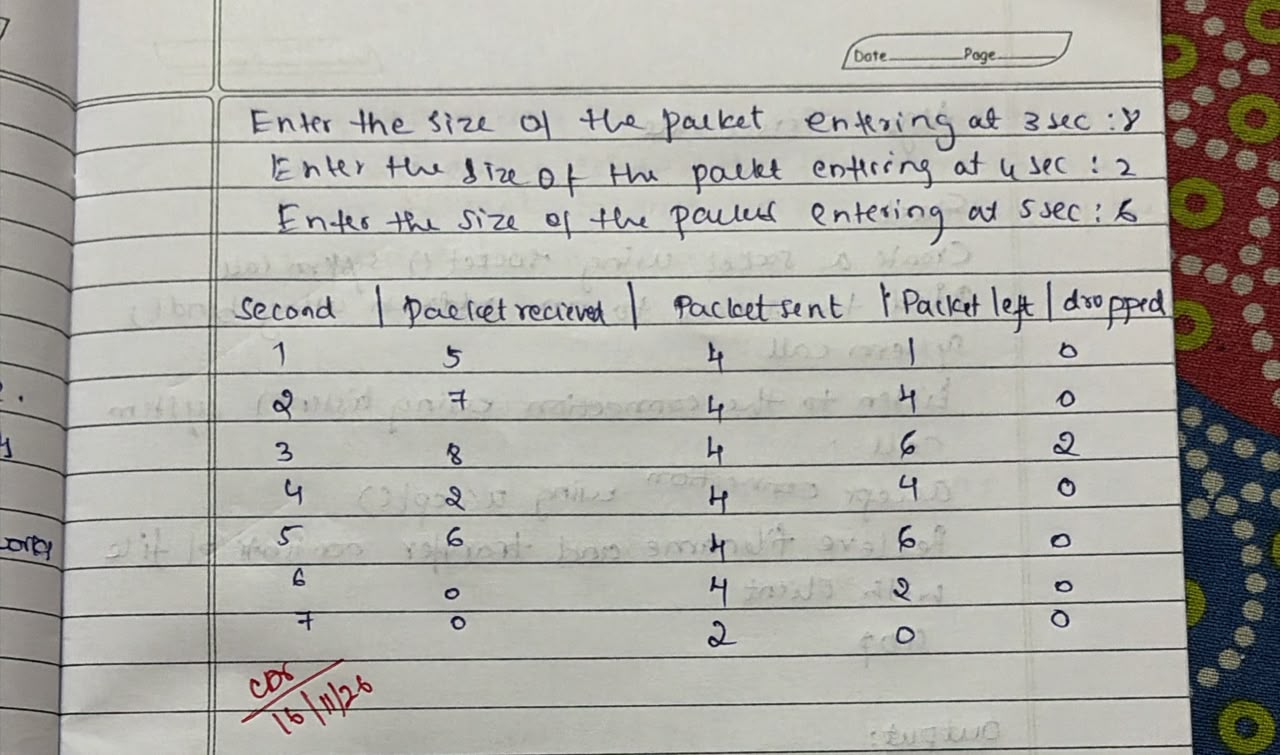 Date Page
Enter the size of the packet entering at 3 sec : 8
Enter the size of the packet entering at 4 sec : 2
Enter the size of the packet entering at 5 sec : 6
second | packet recieved | Packet sent | Packet left | dropped
1 5 4 1 0
2 7 4 4 0
3 8 4 6 2
4 2 4 4 0
5 6 4 6 0
6 0 4 2 0
7 0 2 0 0